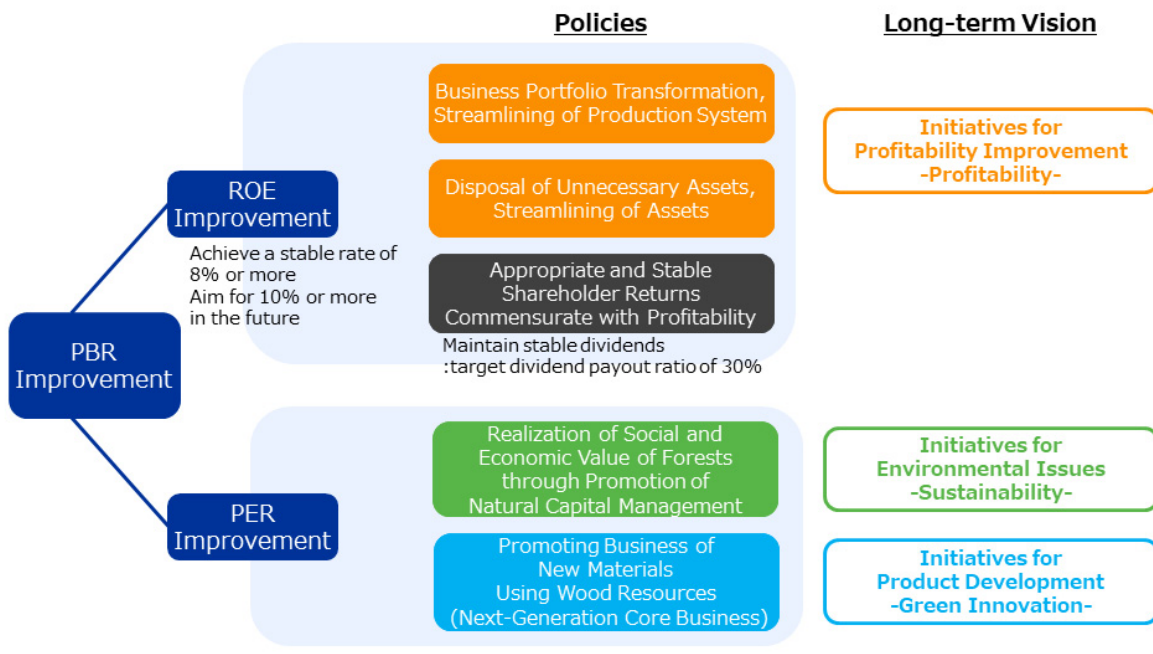 Policies
Long-term Vision
Business Portfolio Transformation,
Streamlining of Production System
Initiatives for
Profitability Improvement
-Profitability-
Disposal of Unnecessary Assets,
Streamlining of Assets
ROE
Improvement
Achieve a stable rate of
8% or more
Aim for 10% or more
in the future
Appropriate and Stable
Shareholder Returns
Commensurate with Profitability
Maintain stable dividends
:target dividend payout ratio of 30%
PBR
Improvement
Realization of Social and
Economic Value of Forests
through Promotion of
Natural Capital Management
Initiatives for
Environmental Issues
-Sustainability-
PER
Improvement
Promoting Business of
New Materials
Using Wood Resources
(Next-Generation Core Business)
Initiatives for
Product Development
-Green Innovation-